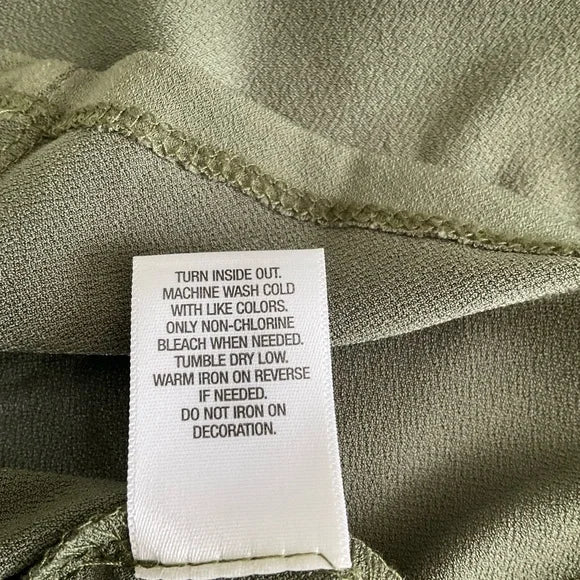 TURN INSIDE OUT.
MACHINE WASH COLD
WITH LIKE COLORS.
ONLY NON-CHLORINE
BLEACH WHEN NEEDED.
TUMBLE DRY LOW.
WARM IRON ON REVERSE
IF NEEDED.
DO NOT IRON ON
DECORATION.